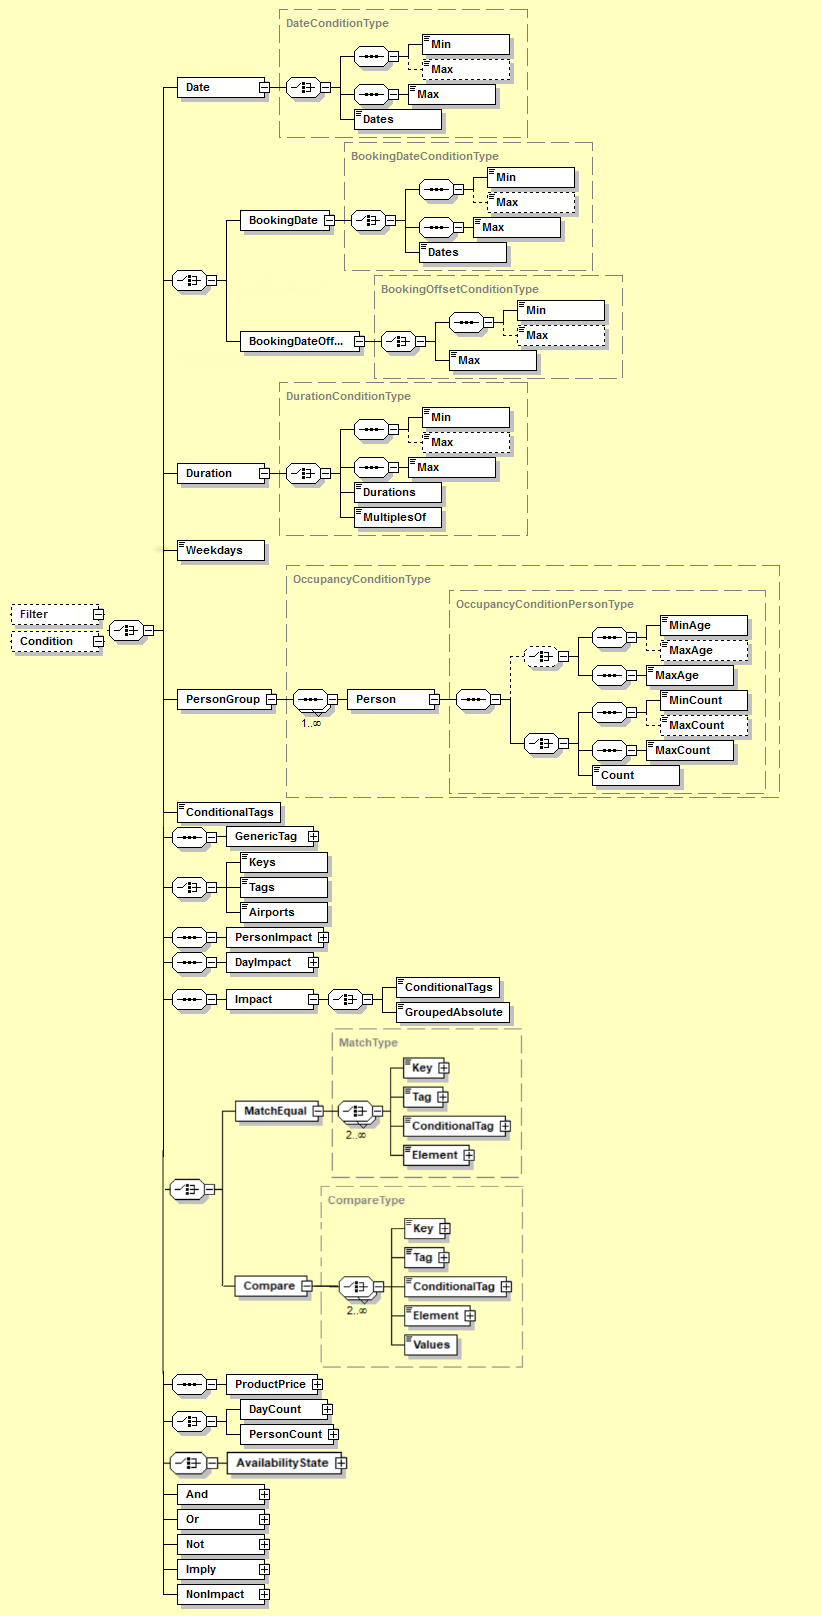 DateConditionType
Min
Max
Date
Max
Dates
BookingDateConditionType
Min
Max
BookingDate
Max
Dates
BookingOffsetConditionType
Min
Max
BookingDateOff...
Max
DurationConditionType
Min
Max
Duration
Max
Durations
MultiplesOf
Weekdays
OccupancyConditionType
OccupancyConditionPersonType
Filter
Condition
MinAge
MaxAge
MaxAge
PersonGroup
Person
1..∞
MinCount
MaxCount
MaxCount
Count
ConditionalTags
GenericTag
Keys
Tags
Airports
PersonImpact
DayImpact
Impact
ConditionalTags
GroupedAbsolute
MatchType
Key
Tag
MatchEqual
2..∞
ConditionalTag
Element
CompareType
Key
Tag
Compare
2..∞
ConditionalTag
Element
Values
ProductPrice
DayCount
PersonCount
AvailabilityState
And
Or
Not
Imply
NonImpact